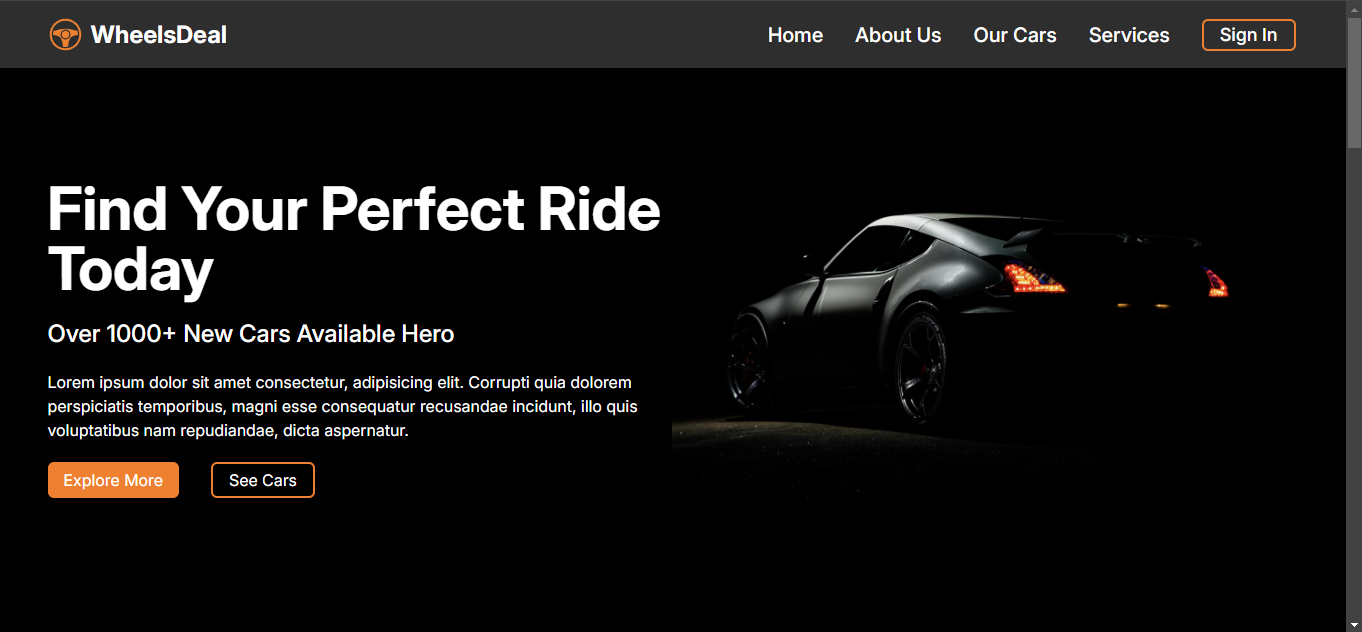 WheelsDeal
Home
About Us
Our Cars
Services
Sign In
Find Your Perfect Ride
Today
Over 1000+ New Cars Available Hero
Lorem ipsum dolor sit amet consectetur, adipisicing elit. Corrupti quia dolorem
perspiciatis temporibus, magni esse consequatur recusandae incidunt, illo quis
voluptatibus nam repudiandae, dicta aspernatur.
Explore More
See Cars